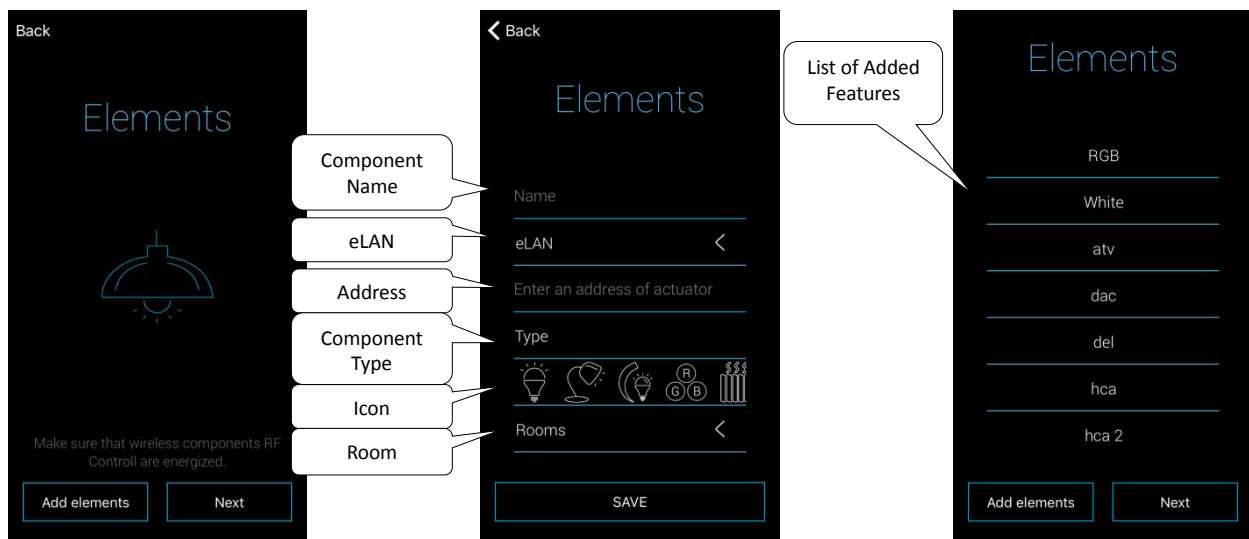 Back
Elements
Make sure that wireless components RF
Controll are energized.
Add elements
Next
Component
Name
eLAN
Address
Component
Type
Icon
Room
Back
Elements
Name
eLAN
Enter an address of actuator
Type
R
G B
Rooms
SAVE
List of Added
Features
Elements
RGB
White
atv
dac
del
hca
hca 2
Add elements
Next